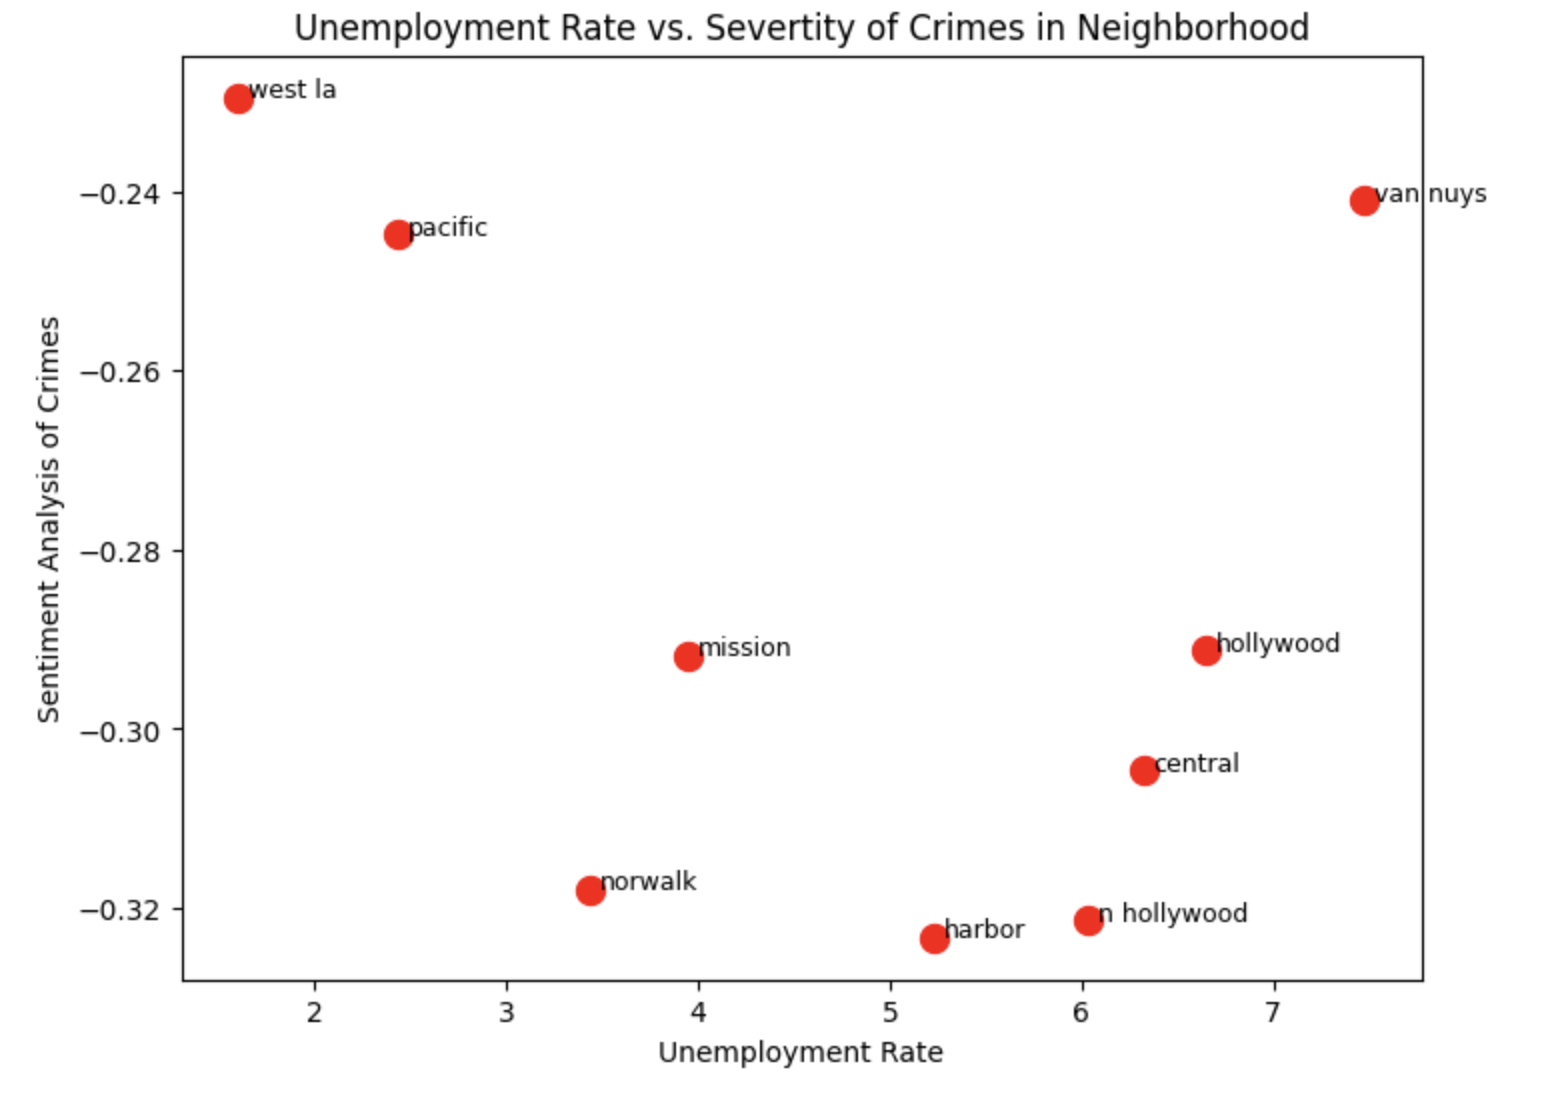 Unemployment Rate vs. Severtity of Crimes in Neighborhood
west la
−0.24
van nuys
pacific
−0.26
Sentiment Analysis of Crimes
−0.28
mission
hollywood
−0.30
central
norwalk
−0.32
n hollywood
harbor
2 3 4 5 6 7
Unemployment Rate